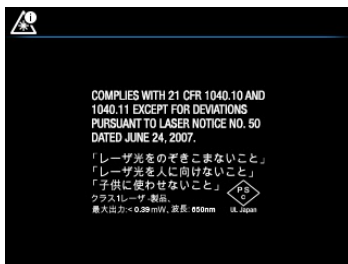 COMPLIES WITH 21 CFR 1040.10 AND
1040.11 EXCEPT FOR DEVIATIONS
PURSUANT TO LASER NOTICE NO. 50
DATED JUNE 24, 2007.
「レーザ光をのぞきこまないこと」
「レーザ光を人に向けないこと」
「子供に使わせないこと」
クラス1レーザ-製品、
最大出力:< 0.39 mW、波長: 650nm
PS
C
UL Japan